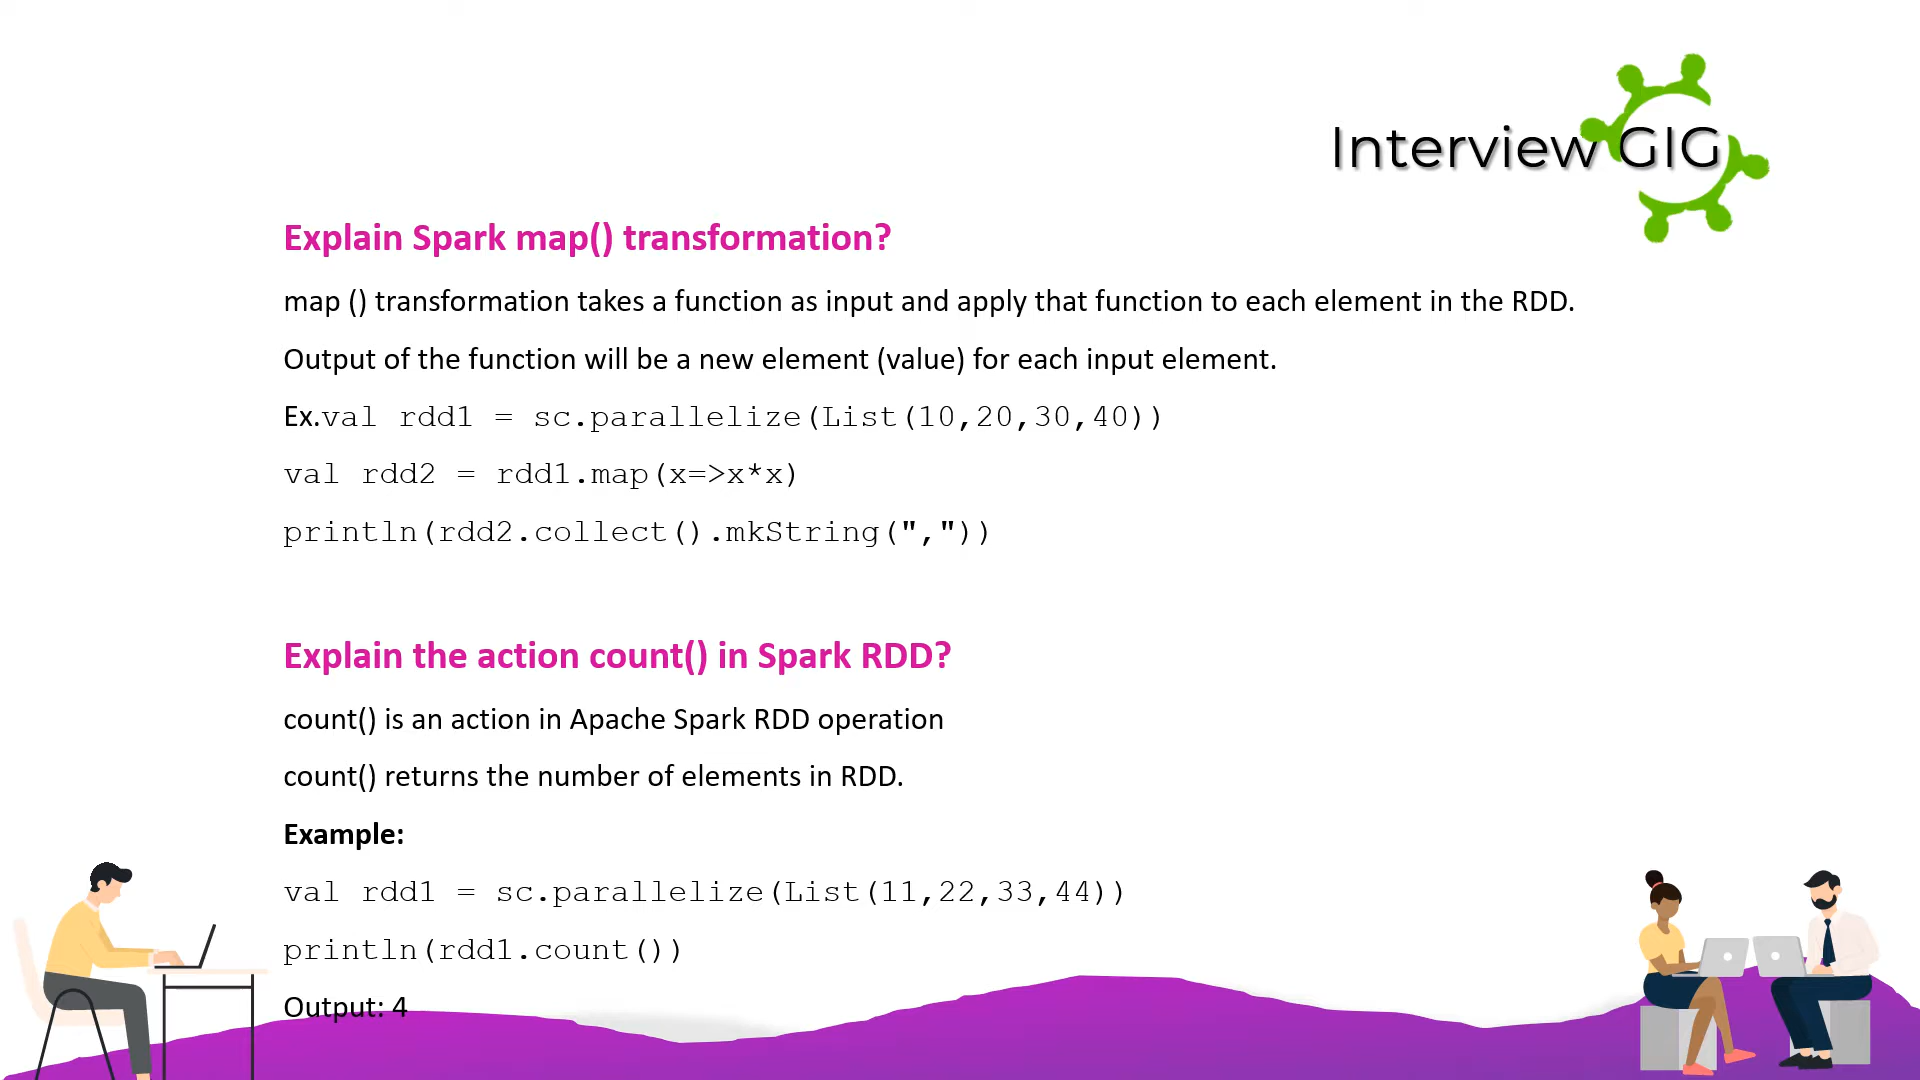 Interview GIG
Explain Spark map() transformation?
map () transformation takes a function as input and apply that function to each element in the RDD.
Output of the function will be a new element (value) for each input element.
Ex.val rdd1 = sc.parallelize(List(10,20,30,40))
val rdd2 = rdd1.map(x=>x*x)
println(rdd2.collect().mkString(","))
Explain the action count() in Spark RDD?
count() is an action in Apache Spark RDD operation
count() returns the number of elements in RDD.
Example:
val rdd1 = sc.parallelize(List(11,22,33,44))
println(rdd1.count())
Output: 4